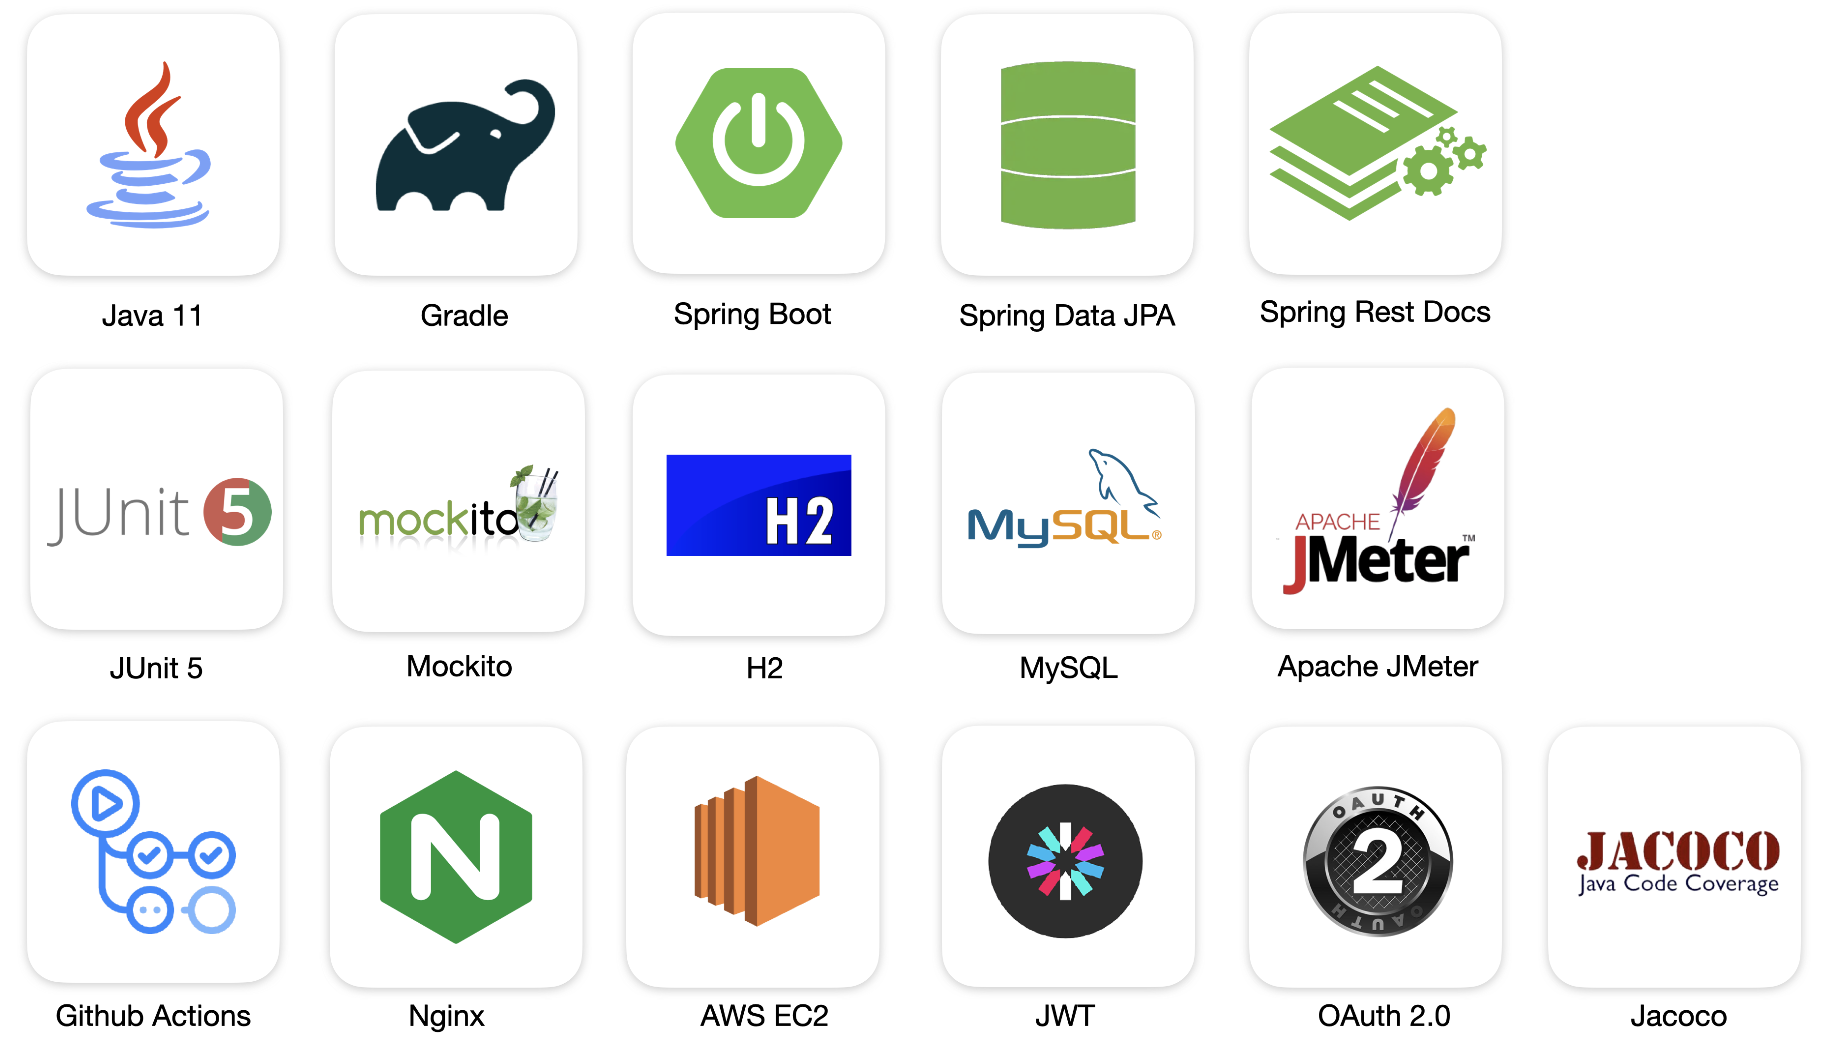 Java 11
Gradle
Spring Boot
Spring Data JPA
Spring Rest Docs
JUnit 5
mockito
H2
MySQL®
APACHE
JMeter™
JUnit 5
Mockito
H2
MySQL
Apache JMeter
N
OAUTH
2
OAUTH
JACOCO
Java Code Coverage
Github Actions
Nginx
AWS EC2
JWT
OAuth 2.0
Jacoco